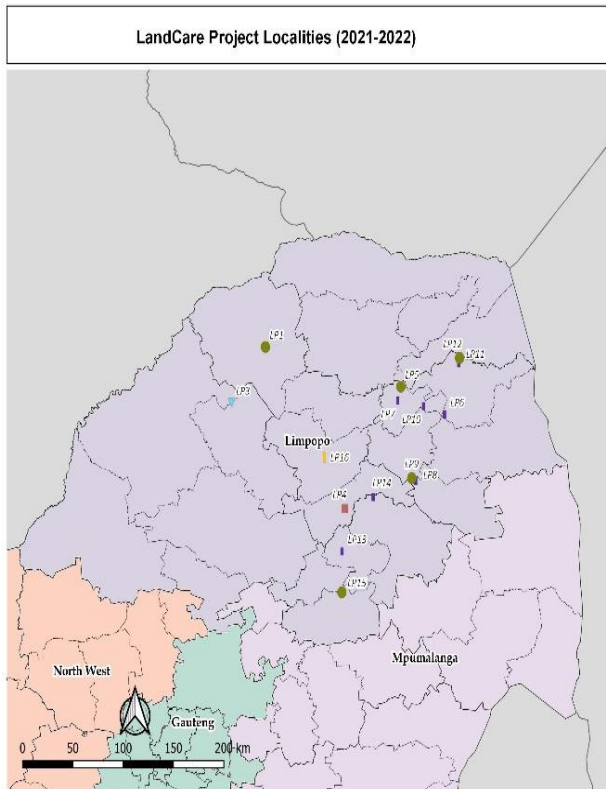 LandCare Project Localities (2021-2022)
LP1
LP12
LP11
LP5
LP3
LP7
LP10
LP6
Limpopo
LP16
LP9
LP8
LP14
LP4
LP13
LP15
Mpumalanga
North West
Gauteng
0 50 100 150 200 km